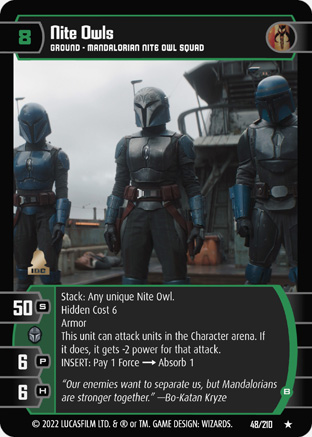 8
Nite Owls
GROUND - MANDALORIAN NITE OWL SQUAD
50 S
Stack: Any unique Nite Owl.
Hidden Cost 6
Armor
This unit can attack units in the Character arena. If
it does, it gets -2 power for that attack.
6 P
INSERT: Pay 1 Force → Absorb 1
6 H
“Our enemies want to separate us, but Mandalorians
are stronger together.” —Bo-Katan Kryze
B
© 2022 LUCASFILM LTD. & ® or TM. GAME DESIGN: WIZARDS.
48/210